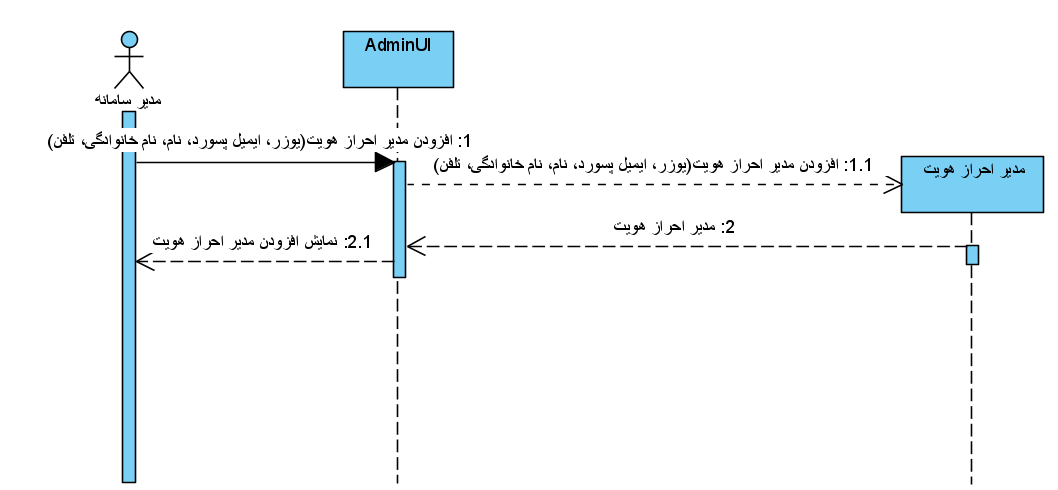 AdminUI
مدیر سامانه
1: افزودن مدیر احراز هویت(یوزر، ایمیل پسورد، نام، نام خانوادگی، تلفن)
1.1: افزودن مدیر احراز هویت(یوزر، ایمیل پسورد، نام، نام خانوادگی، تلفن)
مدیر احراز هویت
2: مدیر احراز هویت
2.1: نمایش افزودن مدیر احراز هویت